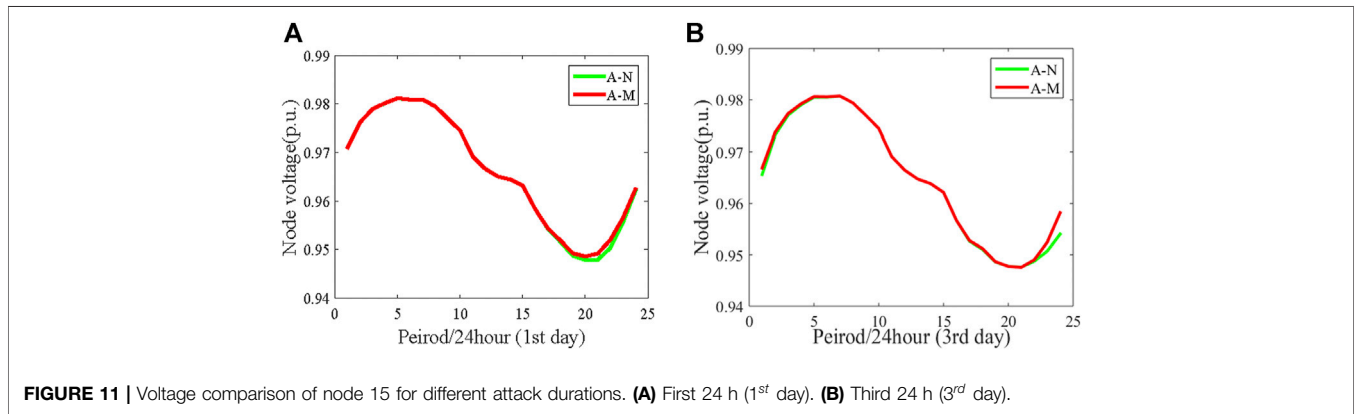 A
0.99
0.98
0.97
0.96
0.95
0.94
Node voltage(p.u.)
A-N
A-M
0 5 10 15 20 25
Peirod/24hour (1st day)
B
0.99
0.98
0.97
0.96
0.95
0.94
Node voltage(p.u.)
A-N
A-M
0 5 10 15 20 25
Peirod/24hour (3rd day)
FIGURE 11 | Voltage comparison of node 15 for different attack durations. (A) First 24 h (1st day). (B) Third 24 h (3rd day).